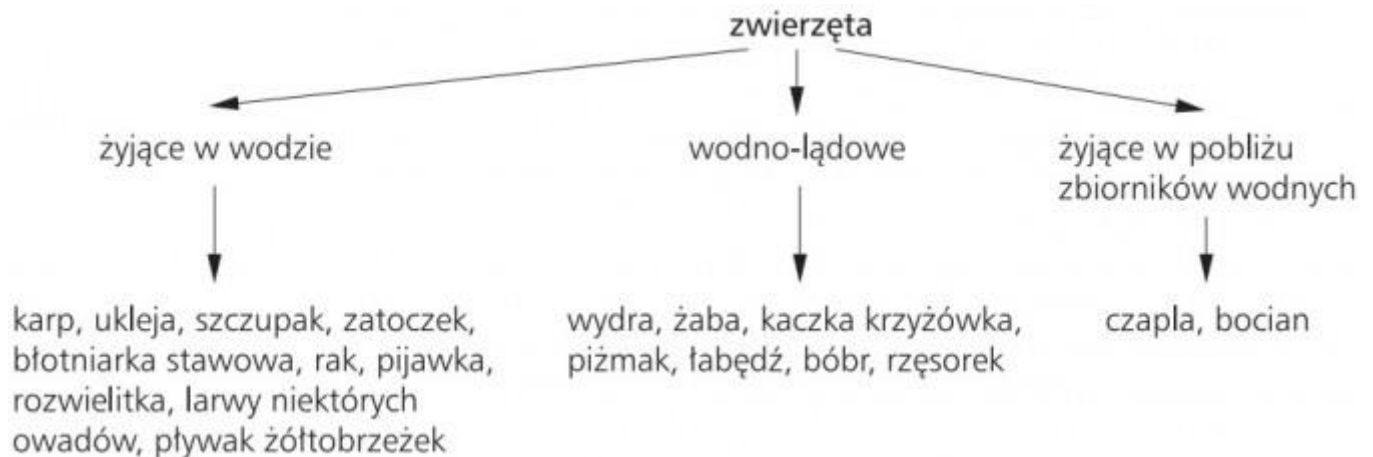 zwierzęta
żyjące w wodzie
wodno-lądowe
żyjące w pobliżu
zbiorników wodnych
karp, ukleja, szczupak, zatoczek,
błotniarka stawowa, rak, pijawka,
rozwielitka, larwy niektórych
owadów, pływak żółtobrzeżek
wydra, żaba, kaczka krzyżówka,
piżmak, łabędź, bóbr, rzęsorek
czapla, bocian